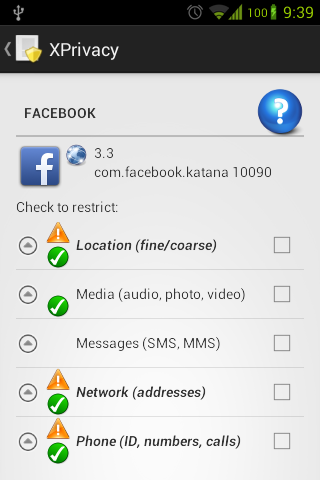 100 9:39
XPrivacy
FACEBOOK
?
f
3.3
com.facebook.katana 10090
Check to restrict:
Location (fine/coarse)
Media (audio, photo, video)
Messages (SMS, MMS)
Network (addresses)
Phone (ID, numbers, calls)